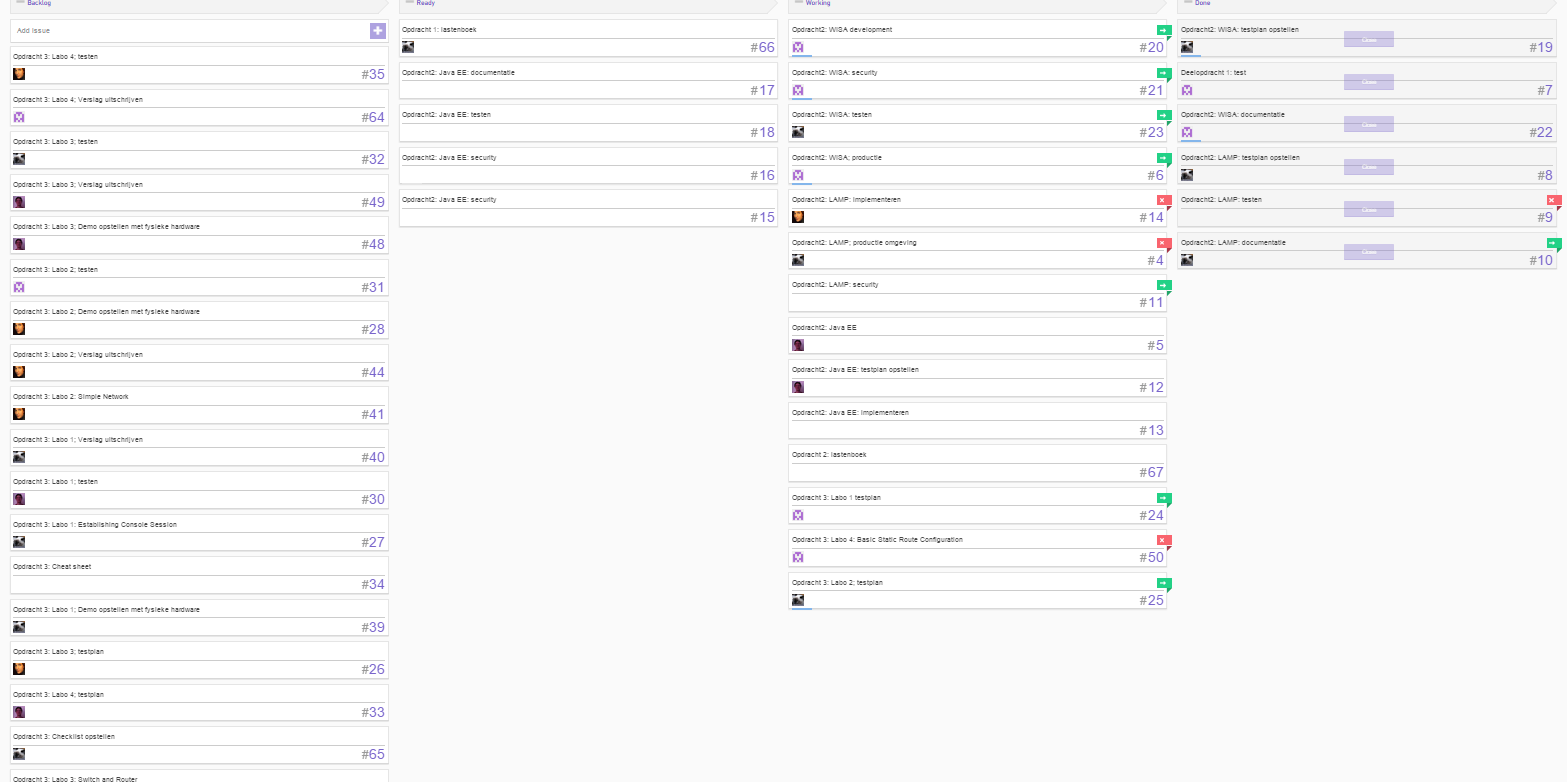 Backlog
Add Issue
Opdracht 3: Labo 4; testen
#35
Opdracht 3: Labo 4; Verslag uitschrijven
#64
Opdracht 3: Labo 3; testen
#32
Opdracht 3: Labo 3; Verslag uitschrijven
#49
Opdracht 3: Labo 3; Demo opstellen met fysieke hardware
#48
Opdracht 3: Labo 2; testen
#31
Opdracht 3: Labo 2; Demo opstellen met fysieke hardware
#28
Opdracht 3: Labo 2; Verslag uitschrijven
#44
Opdracht 3: Labo 2: Simple Network
#41
Opdracht 3: Labo 1; Verslag uitschrijven
#40
Opdracht 3: Labo 1; testen
#30
Opdracht 3: Labo 1: Establishing Console Session
#27
Opdracht 3: Cheat sheet
#34
Opdracht 3: Labo 1; Demo opstellen met fysieke hardware
#39
Opdracht 3: Labo 3; testplan
#26
Opdracht 3: Labo 4; testplan
#33
Opdracht 3: Checklist opstellen
#65
Opdracht 3: Labo 3: Switch and Router
Ready
Opdracht 1: lastenboek
#66
Opdracht2: Java EE: documentatie
#17
Opdracht2: Java EE: testen
#18
Opdracht2: Java EE: security
#16
Opdracht2: Java EE: security
#15
Working
Opdracht2: WISA development
#20
Opdracht2: WISA: security
#21
Opdracht2: WISA: testen
#23
Opdracht2: WISA; productie
#6
Opdracht2: LAMP: Implementeren
#14
Opdracht2: LAMP; productie omgeving
#4
Opdracht2: LAMP: security
#11
Opdracht2: Java EE
#5
Opdracht2: Java EE: testplan opstellen
#12
Opdracht2: Java EE: Implementeren
#13
Opdracht 2: lastenboek
#67
Opdracht 3: Labo 1 testplan
#24
Opdracht 3: Labo 4: Basic Static Route Configuration
#50
Opdracht 3: Labo 2; testplan
#25
Done
Opdracht2: WISA: testplan opstellen
Close
#19
Deelopdracht 1: test
Close
#7
Opdracht2: WISA: documentatie
Close
#22
Opdracht2: LAMP: testplan opstellen
Close
#8
Opdracht2: LAMP: testen
Close
#9
Opdracht2: LAMP: documentatie
Close
#10